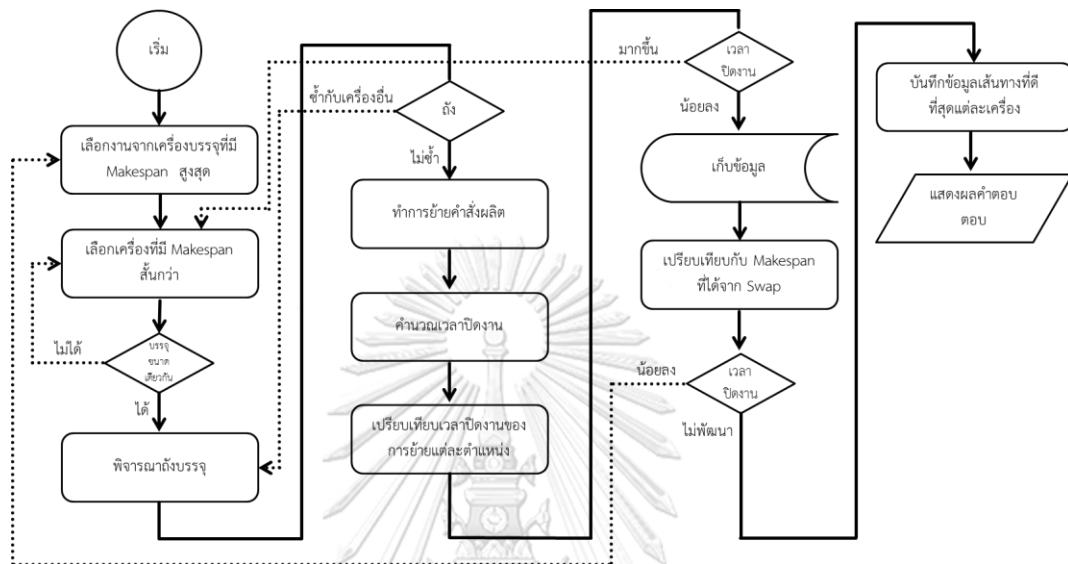 เริ่ม
เลือกงานจากเครื่องบรรจุที่มี
Makespan สูงสุด
เลือกเครื่องที่มี Makespan
สั้นกว่า
ไม่ได้
บรรจุ
ขนาด
เดียวกัน
ได้
พิจารณาถังบรรจุ
ซ้ำกับเครื่องอื่น
ถัง
ไม่ซ้ำ
ทำการย้ายคำสั่งผลิต
คำนวณเวลาปิดงาน
เปรียบเทียบเวลาปิดงานของ
การย้ายแต่ละตำแหน่ง
มากขึ้น
เวลา
ปิดงาน
น้อยลง
เก็บข้อมูล
เปรียบเทียบกับ Makespan
ที่ได้จาก Swap
น้อยลง
เวลา
ปิดงาน
ไม่พัฒนา
บันทึกข้อมูลเส้นทางที่ดี
ที่สุดแต่ละเครื่อง
แสดงผลคำตอบ
ตอบ